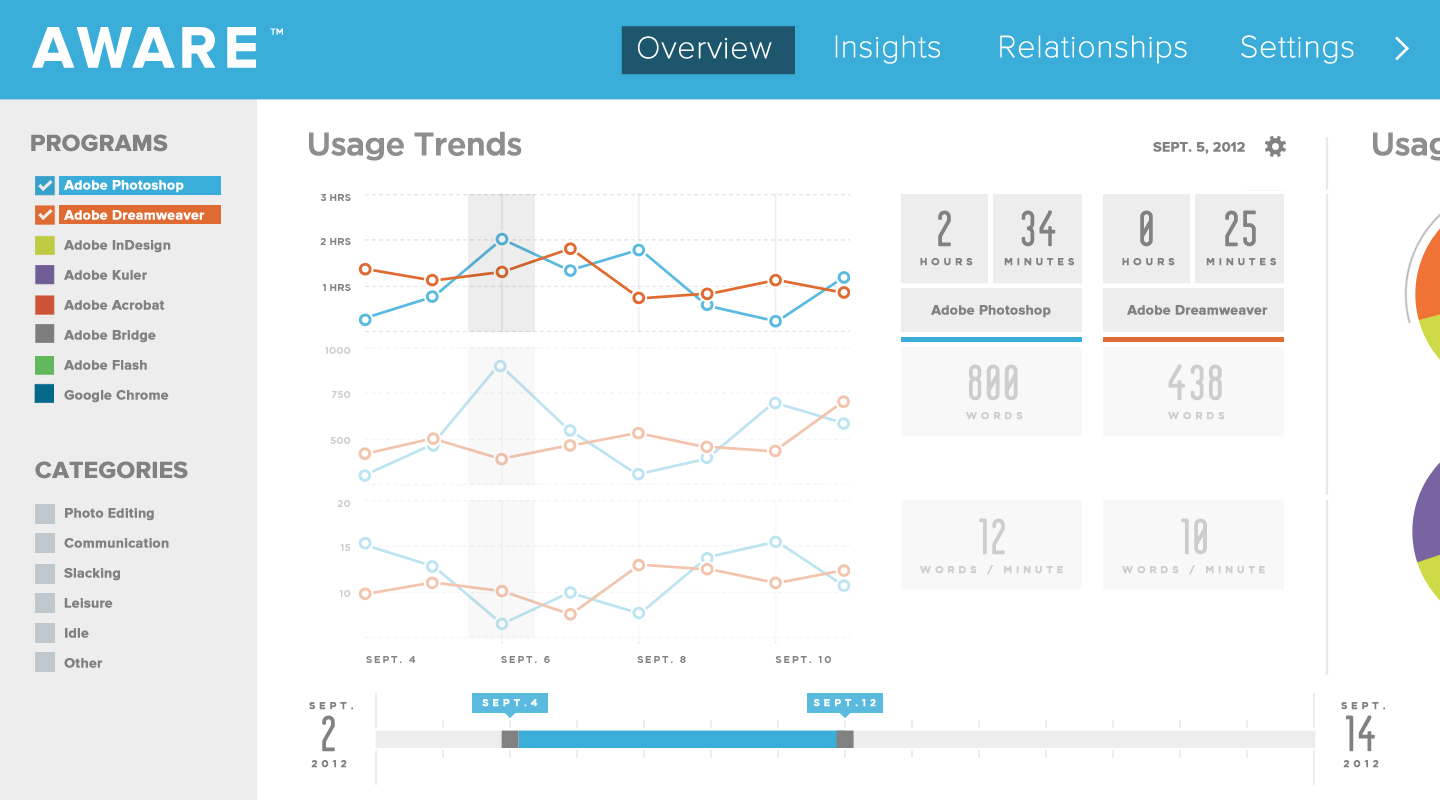 AWARE ™
Overview
Insights
Relationships
Settings
PROGRAMS
Adobe Photoshop
Adobe Dreamweaver
Adobe InDesign
Adobe Kuler
Adobe Acrobat
Adobe Bridge
Adobe Flash
Google Chrome
CATEGORIES
Photo Editing
Communication
Slacking
Leisure
Idle
Other
Usage Trends
SEPT. 5, 2012
3 HRS
2 HRS
1 HRS
1000
750
500
20
15
10
SEPT. 4
SEPT. 6
SEPT. 8
SEPT. 10
2
HOURS
34
MINUTES
Adobe Photoshop
0
HOURS
25
MINUTES
Adobe Dreamweaver
800
WORDS
438
WORDS
12
WORDS / MINUTE
10
WORDS / MINUTE
SEPT.
2
2012
SEPT.4
SEPT.12
SEPT.
14
2012